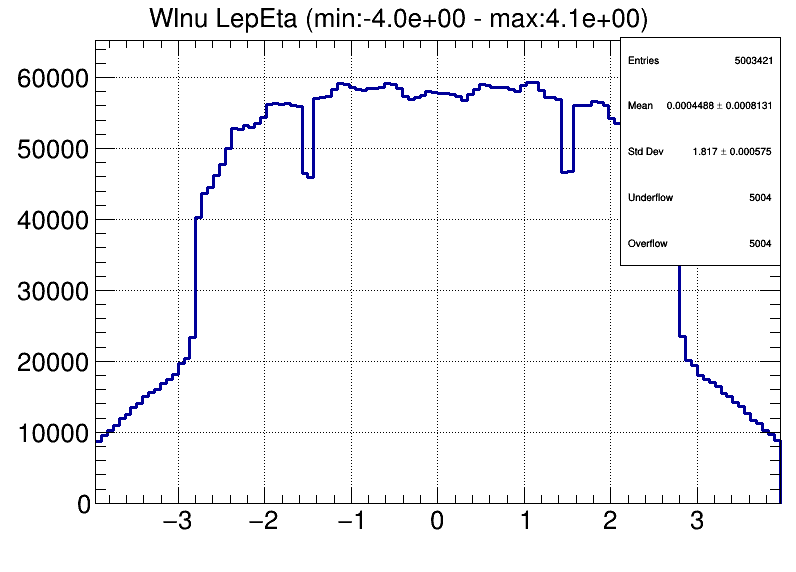 Wlnu LepEta (min:-4.0e+00 - max:4.1e+00)
Entries 5003421
Mean 0.0004488 ± 0.0008131
Std Dev 1.817 ± 0.000575
Underflow 5004
Overflow 5004
60000
50000
40000
30000
20000
10000
0
−3 −2 −1 0 1 2 3